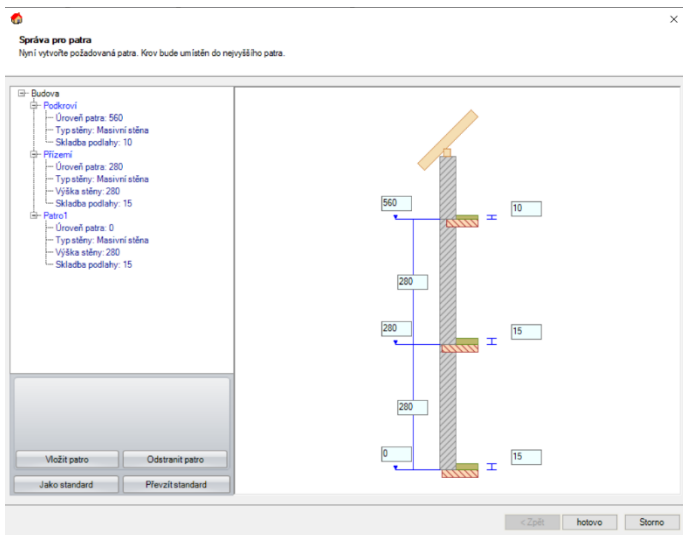 Správa pro patra
Nyní vytvořte požadovaná patra. Krov bude umístěn do nejvyššího patra.
Budova
Podkroví
Úroveň patra: 560
Typ stěny: Masivní stěna
Skladba podlahy: 10
Přízemí
Úroveň patra: 280
Typ stěny: Masivní stěna
Výška stěny: 280
Skladba podlahy: 15
Patro1
Úroveň patra: 0
Typ stěny: Masivní stěna
Výška stěny: 280
Skladba podlahy: 15
560
10
280
280
15
280
0
15
Vložit patro
Odstranit patro
Jako standard
Převzít standard
< Zpět
hotovo
Storno